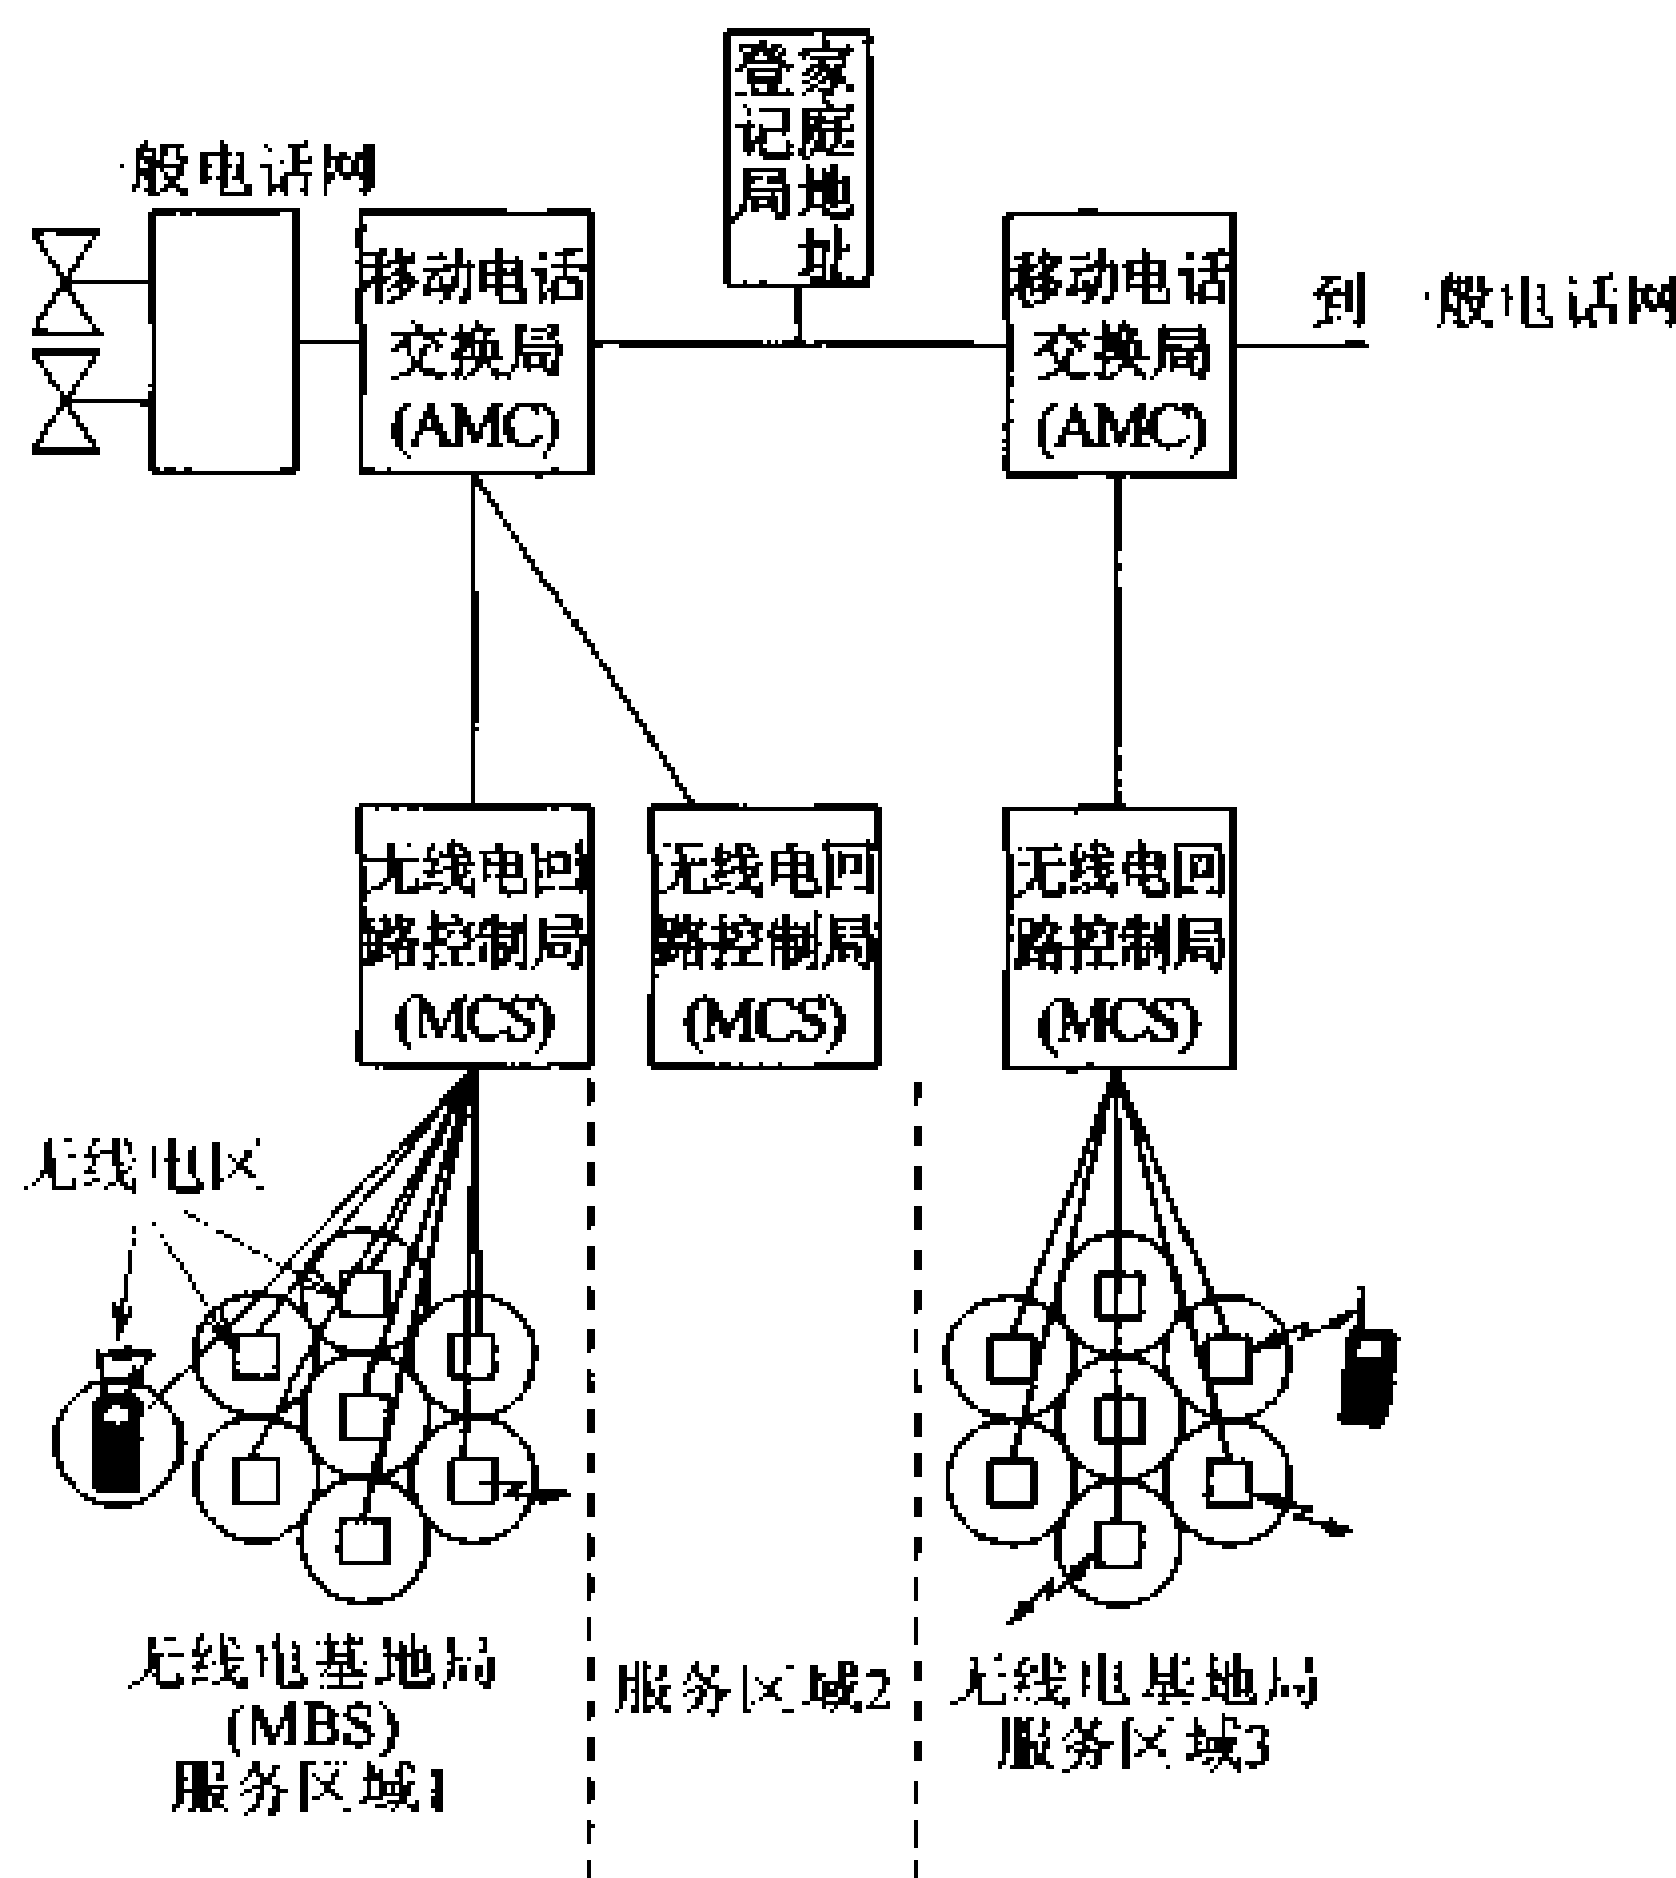 家庭地址
登记局
一般电话网
移动电话
交换局
(AMC)
移动电话
交换局
(AMC)
到一般电话网
无线电回
路控制局
(MCS)
无线电回
路控制局
(MCS)
无线电回
路控制局
(MCS)
无线电区
无线电基地局
(MBS)
服务区域1
服务区域2
无线电基地局
服务区域3